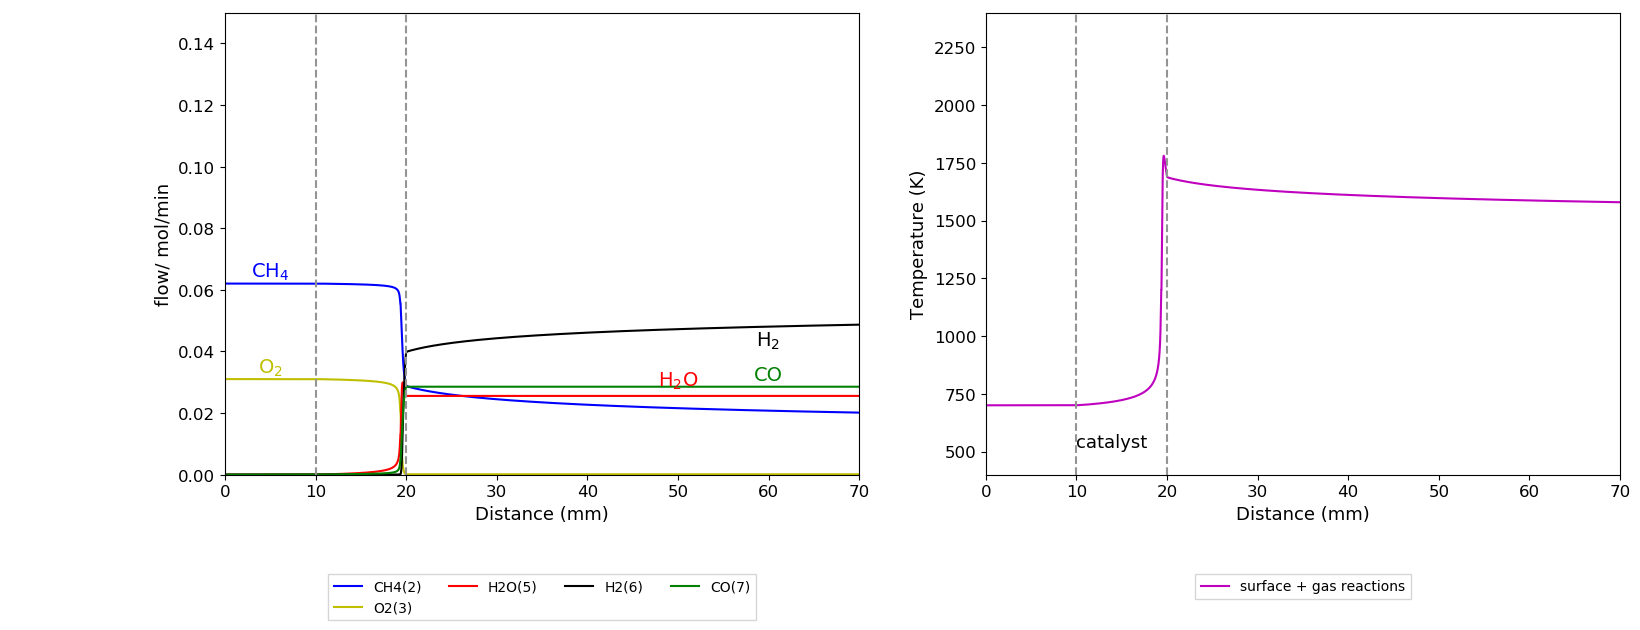 0.14
0.12
0.10
0.08
0.06
0.04
0.02
0.00
flow/ mol/min
CH4
O2
H2
CO
H2O
0 10 20 30 40 50 60 70
Distance (mm)
CH4(2) H2O(5) H2(6) CO(7)
O2(3)
2250
2000
1750
1500
1250
1000
750
500
Temperature (K)
catalyst
0 10 20 30 40 50 60 70
Distance (mm)
surface + gas reactions